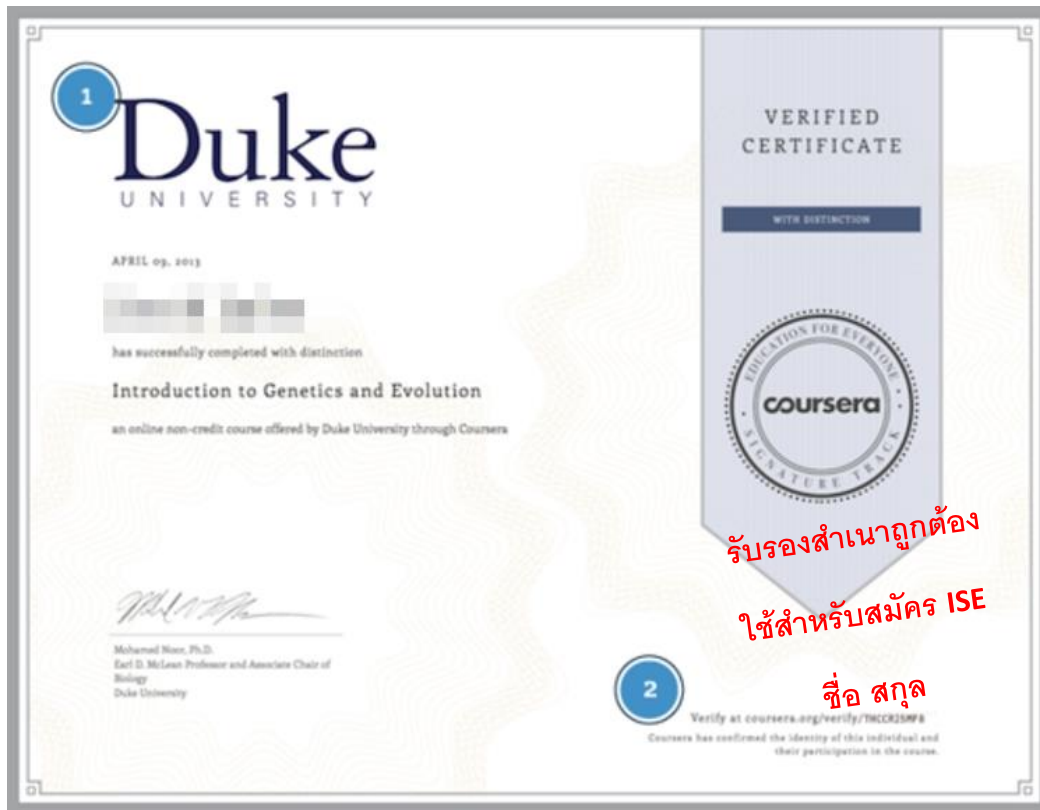 1
Duke
UNIVERSITY
APRIL 09, 2013
has successfully completed with distinction
Introduction to Genetics and Evolution
an online non-credit course offered by Duke University through Coursera
Mohamed Noor, Ph.D.
Earl D. McLean Professor and Associate Chair of
Biology
Duke University
VERIFIED
CERTIFICATE
WITH DISTINCTION
EDUCATION FOR EVERYONE
coursera
SIGNATURE TRACK
รับรองสำเนาถูกต้อง
ใช้สำหรับสมัคร ISE
ชื่อ สกุล
2
Verify at coursera.org/verify/
Coursera has confirmed the identity of this individual and
their participation in the course.